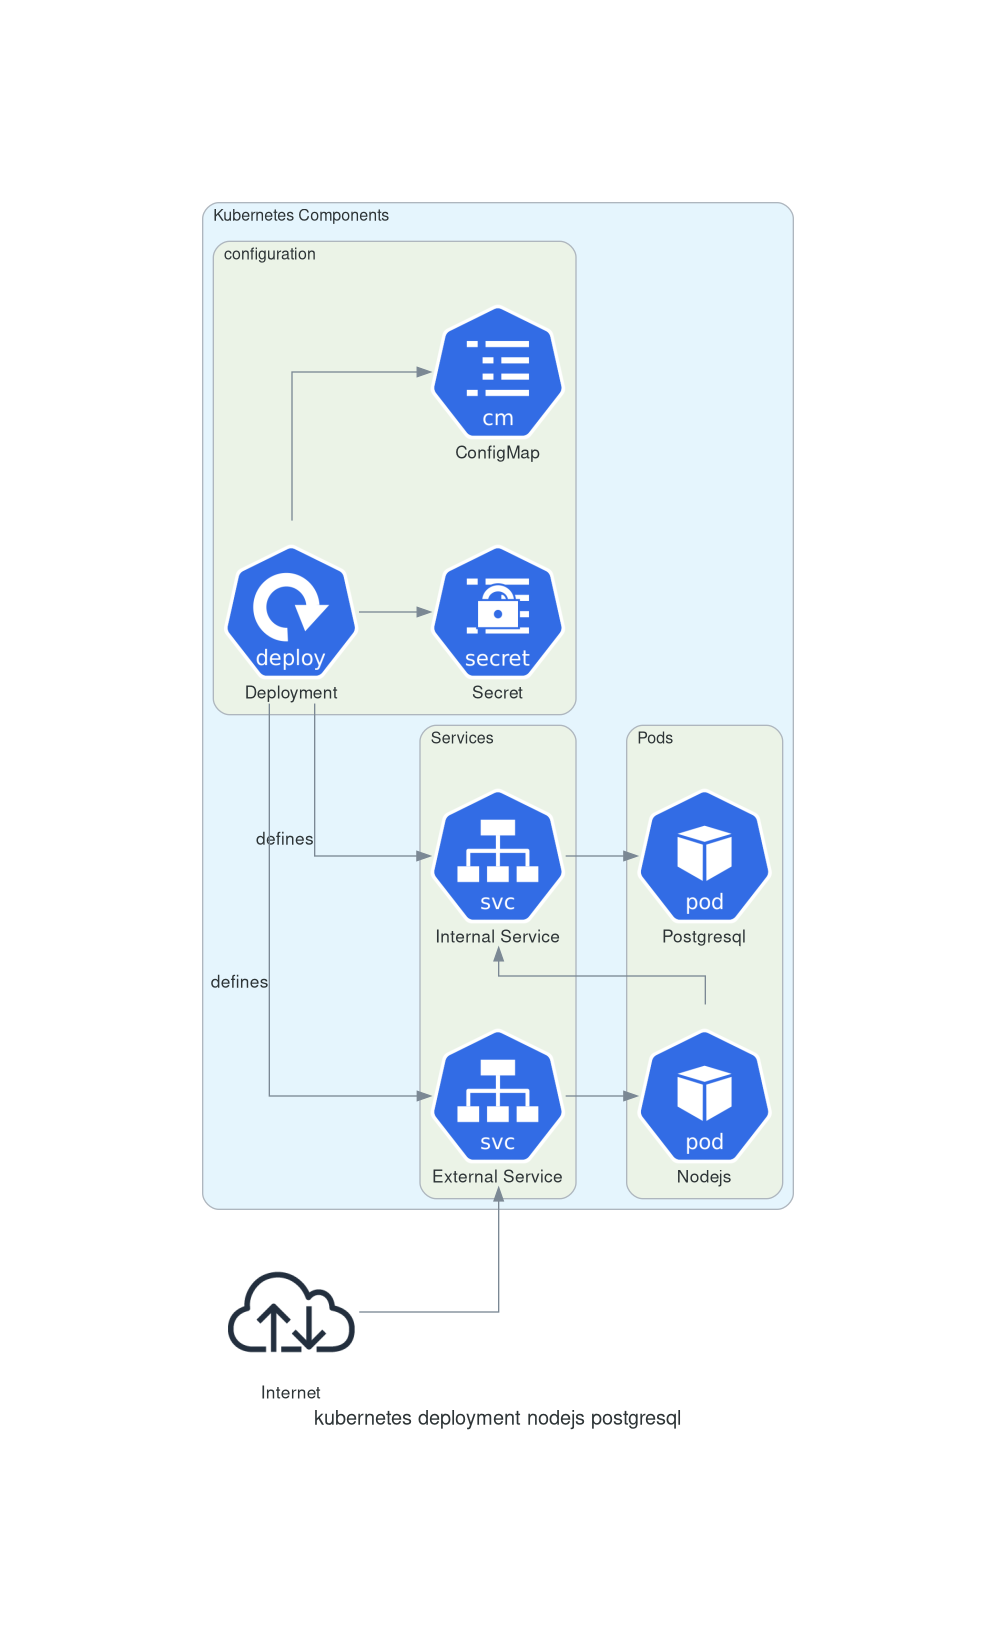 Kubernetes Components
configuration
cm
ConfigMap
deploy
Deployment
secret
Secret
Services
Pods
defines
svc
Internal Service
pod
Postgresql
defines
svc
External Service
pod
Nodejs
Internet
kubernetes deployment nodejs postgresql